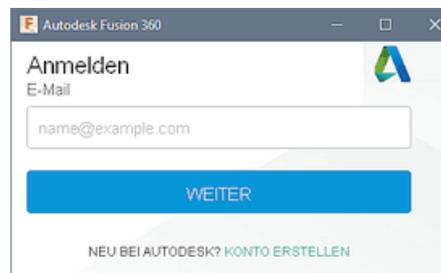 Autodesk Fusion 360
Anmelden
E-Mail
name@example.com
WEITER
NEU BEI AUTODESK? KONTO ERSTELLEN